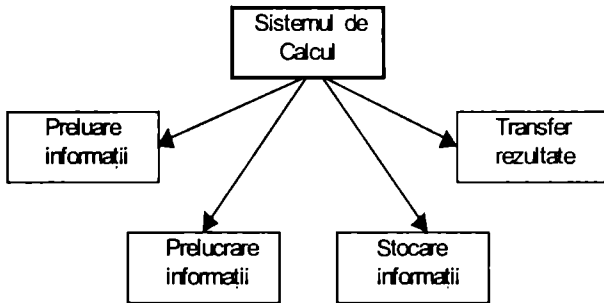 Sistemul de
Calcul
Preluare
informații
Transfer
rezultate
Prelucrare
informații
Stocare
informații